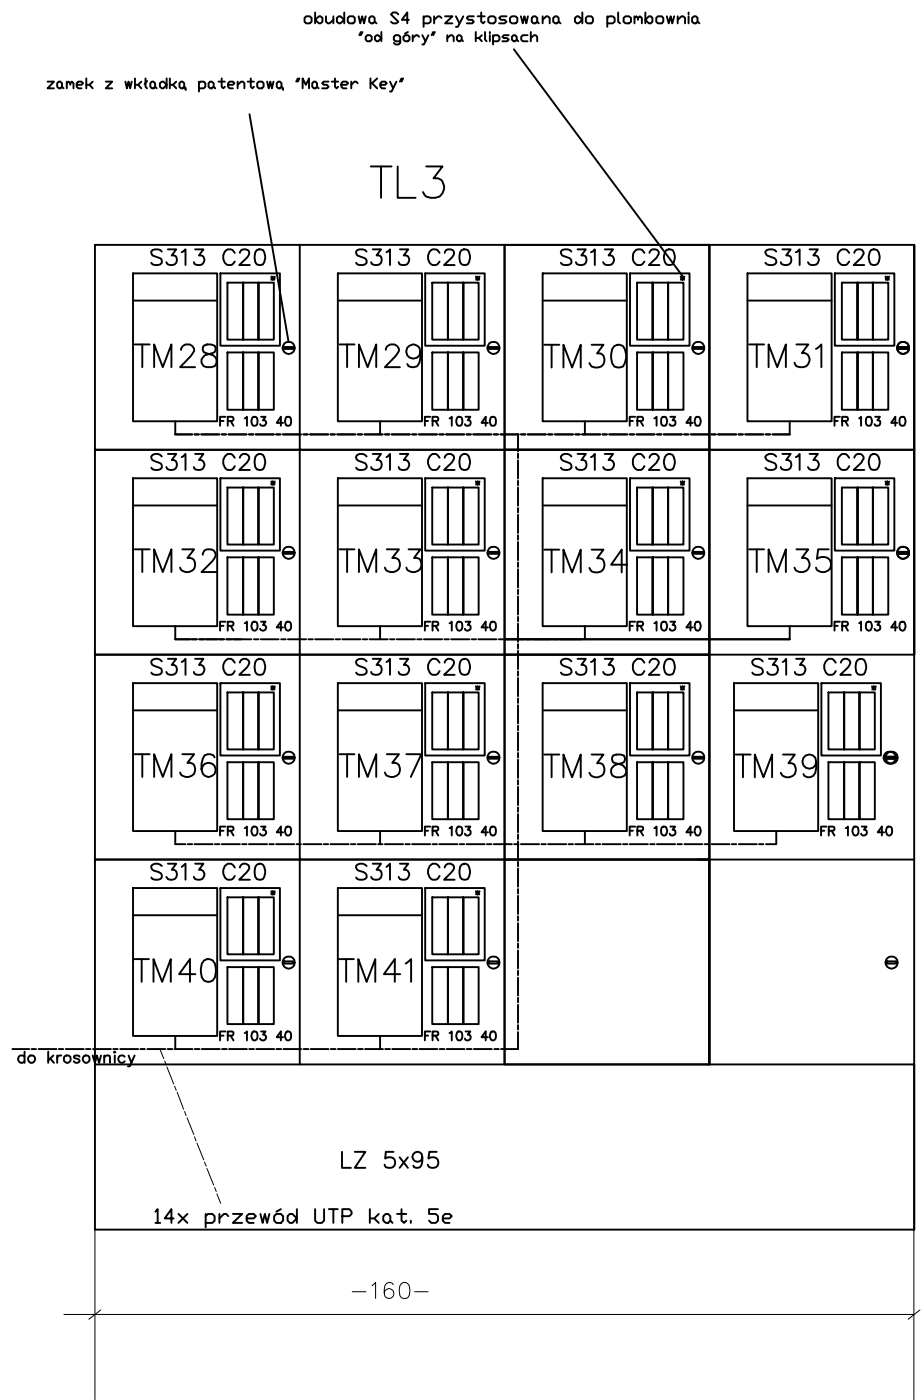 obudowa S4 przystosowana do plombownia
"od góry" na klipsach
zamek z wkładką patentową "Master Key"
TL3
S313 C20 S313 C20 S313 C20 S313 C20
TM28 TM29 TM30 TM31
FR 103 40 FR 103 40 FR 103 40 FR 103 40
S313 C20 S313 C20 S313 C20 S313 C20
TM32 TM33 TM34 TM35
FR 103 40 FR 103 40 FR 103 40 FR 103 40
S313 C20 S313 C20 S313 C20 S313 C20
TM36 TM37 TM38 TM39
FR 103 40 FR 103 40 FR 103 40 FR 103 40
S313 C20 S313 C20
TM40 TM41
FR 103 40 FR 103 40
do krosownicy
LZ 5x95
14x przewód UTP kat. 5e
-160-